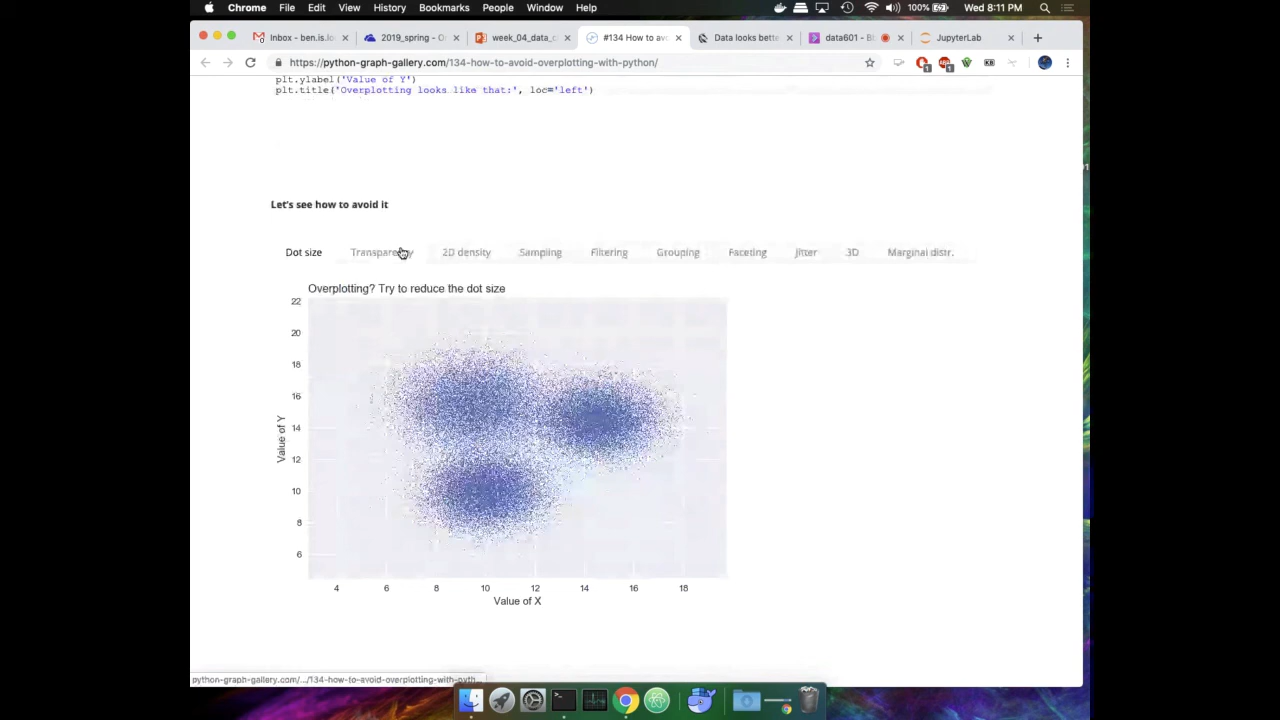 Chrome File Edit View History Bookmarks People Window Help 100% Wed 8:11 PM
Inbox - ben.is.lo 2019_spring - O week_04_data_c #134 How to avo Data looks bette data601 - Bl JupyterLab
https://python-graph-gallery.com/134-how-to-avoid-overplotting-with-python/
plt.ylabel('Value of Y')
plt.title('Overplotting looks like that:', loc='left')
Let's see how to avoid it
Dot size Transparency 2D density Sampling Filtering Grouping Faceting Jitter 3D Marginal distr.
Overplotting? Try to reduce the dot size
22
20
18
16
14
12
10
8
6
Value of Y
4 6 8 10 12 14 16 18
Value of X
python-graph-gallery.com/.../134-how-to-avoid-overplotting-with-pyth...